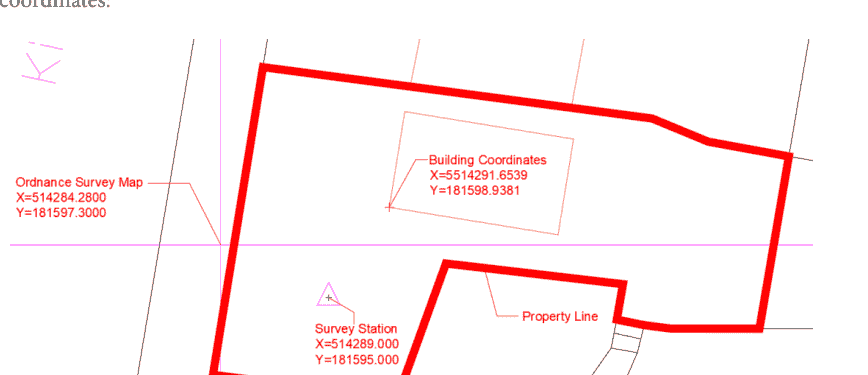 coordinates.
Building Coordinates
X=5514291.6539
Y=181598.9381
Ordnance Survey Map
X=514284.2800
Y=181597.3000
Survey Station
X=514289.000
Y=181595.000
Property Line